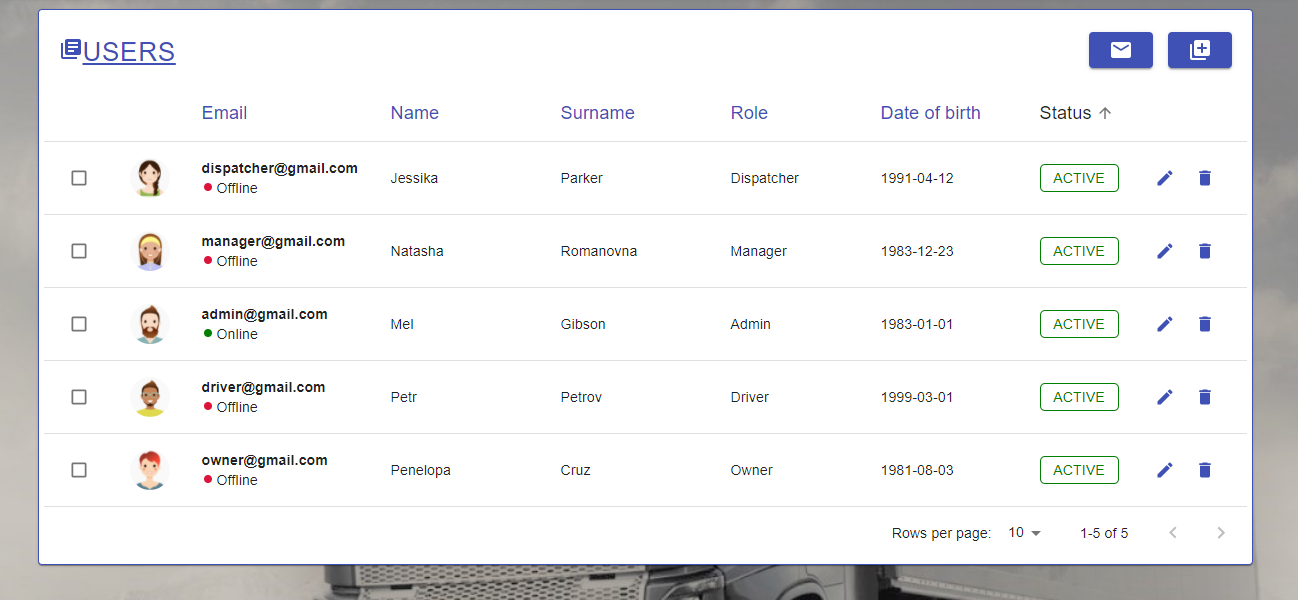 USERS
Email Name Surname Role Date of birth Status
dispatcher@gmail.com
Offline
Jessika Parker Dispatcher 1991-04-12 ACTIVE
manager@gmail.com
Offline
Natasha Romanovna Manager 1983-12-23 ACTIVE
admin@gmail.com
Online
Mel Gibson Admin 1983-01-01 ACTIVE
driver@gmail.com
Offline
Petr Petrov Driver 1999-03-01 ACTIVE
owner@gmail.com
Offline
Penelopa Cruz Owner 1981-08-03 ACTIVE
Rows per page: 10 1-5 of 5